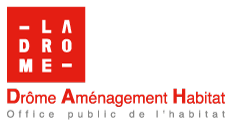 -LA
DRO
ME-
Drôme Aménagement Habitat
Office public de l'habitat